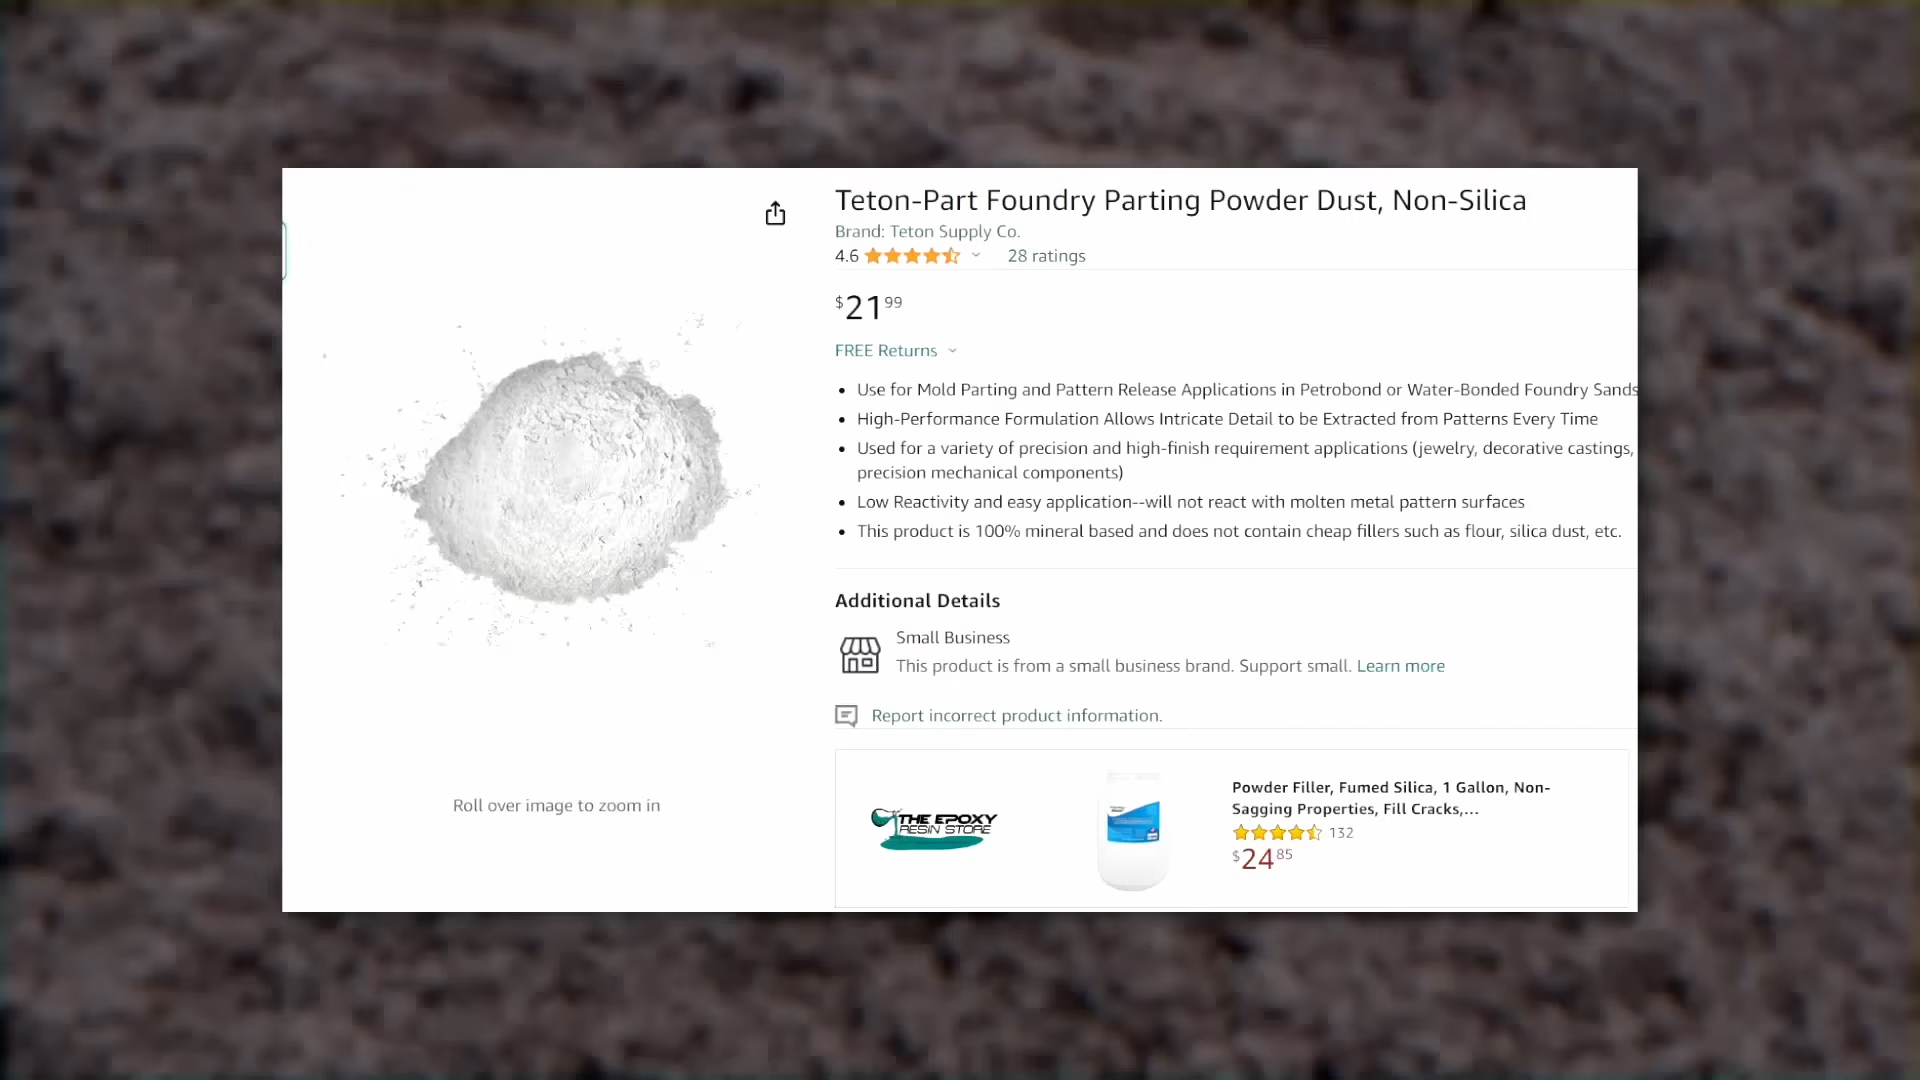 Teton-Part Foundry Parting Powder Dust, Non-Silica
Brand: Teton Supply Co.
4.6 28 ratings
$21 99
FREE Returns
• Use for Mold Parting and Pattern Release Applications in Petrobond or Water-Bonded Foundry Sands
• High-Performance Formulation Allows Intricate Detail to be Extracted from Patterns Every Time
• Used for a variety of precision and high-finish requirement applications (jewelry, decorative castings,
precision mechanical components)
• Low Reactivity and easy application--will not react with molten metal pattern surfaces
• This product is 100% mineral based and does not contain cheap fillers such as flour, silica dust, etc.
Additional Details
Small Business
This product is from a small business brand. Support small. Learn more
Report incorrect product information.
Roll over image to zoom in
THE EPOXY
RESIN STORE
Powder Filler, Fumed Silica, 1 Gallon, Non-
Sagging Properties, Fill Cracks,...
132
$24 85